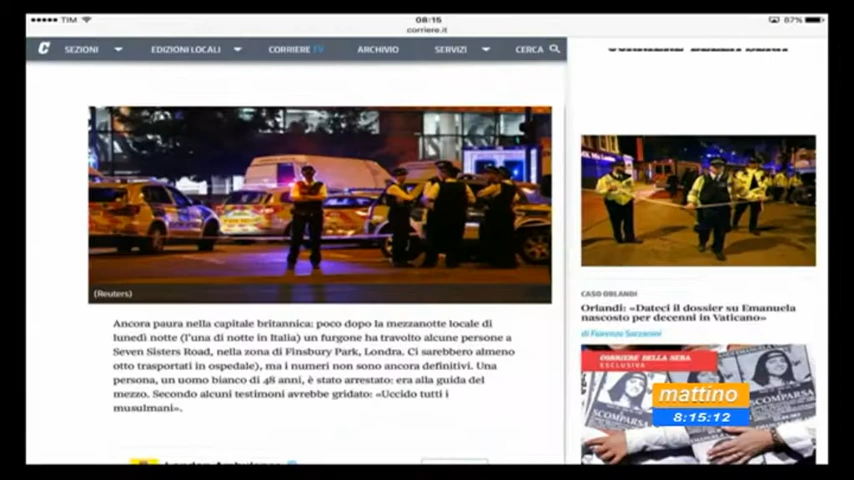 TIM
08:15
87%
corriere.it
C SEZIONI EDIZIONI LOCALI CORRIERE TV ARCHIVIO SERVIZI CERCA
(Reuters)
Ancora paura nella capitale britannica: poco dopo la mezzanotte locale di
lunedì notte (l'una di notte in Italia) un furgone ha travolto alcune persone a
Seven Sisters Road, nella zona di Finsbury Park, Londra. Ci sarebbero almeno
otto trasportati in ospedale), ma i numeri non sono ancora definitivi. Una
persona, un uomo bianco di 48 anni, è stato arrestato: era alla guida del
mezzo. Secondo alcuni testimoni avrebbe gridato: «Uccido tutti i
musulmani».
London Ambulance
CASO ORLANDI
Orlandi: «Dateci il dossier su Emanuela
nascosto per decenni in Vaticano»
di Fiorenzo Sarzanini
CORRIERE DELLA SERA
ESCLUSIVA
SCOMPARSA
SCOMPARSA
mattino
8:15:12